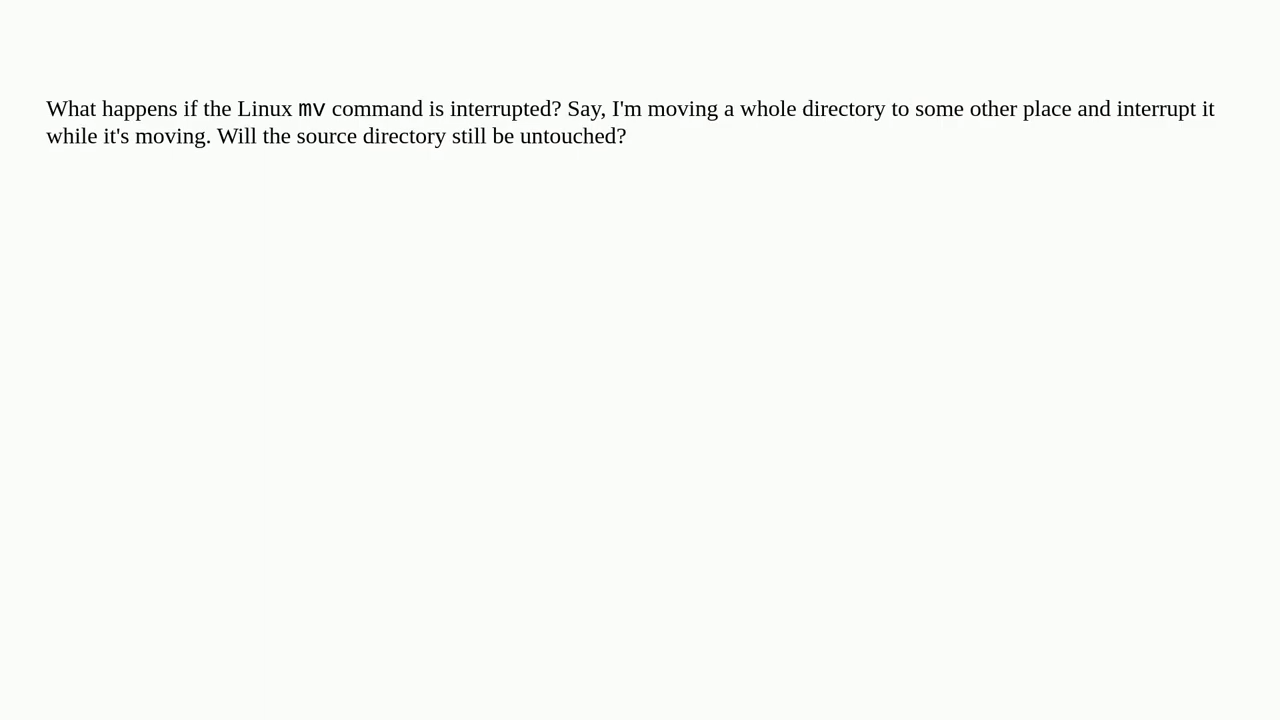 What happens if the Linux mv command is interrupted? Say, I'm moving a whole directory to some other place and interrupt it
while it's moving. Will the source directory still be untouched?